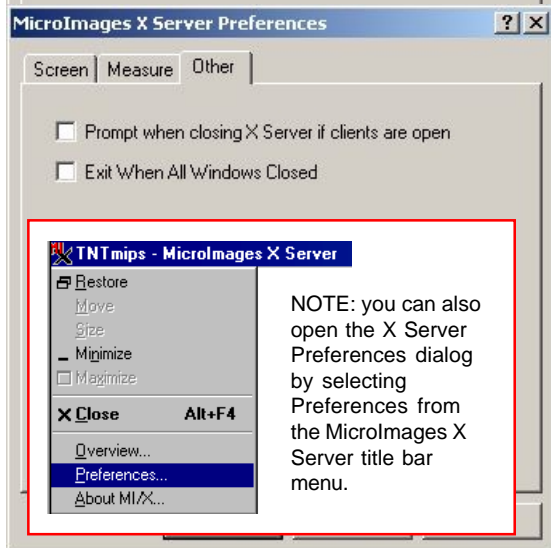 MicroImages X Server Preferences
Screen Measure Other
Prompt when closing X Server if clients are open
Exit When All Windows Closed
TNTmips - MicroImages X Server
Restore
Move
Size
Minimize
Maximize
Close Alt+F4
Overview...
Preferences...
About MI/X...
NOTE: you can also
open the X Server
Preferences dialog
by selecting
Preferences from
the MicroImages X
Server title bar
menu.